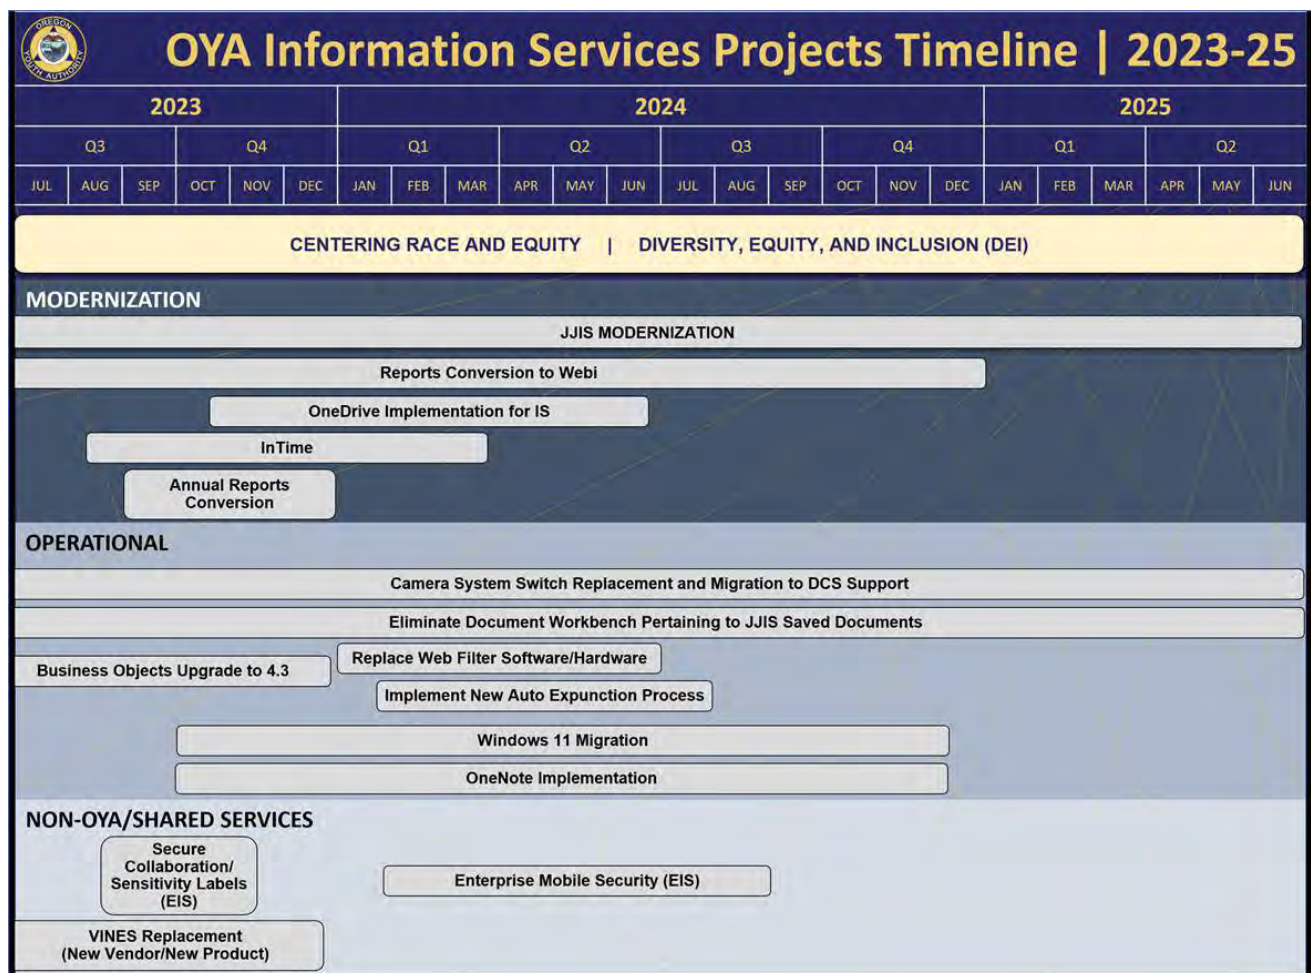 OREGON
YOUTH AUTHORITY
OYA Information Services Projects Timeline | 2023-25
2023 2024 2025
Q3 Q4 Q1 Q2 Q3 Q4 Q1 Q2
JUL AUG SEP OCT NOV DEC JAN FEB MAR APR MAY JUN JUL AUG SEP OCT NOV DEC JAN FEB MAR APR MAY JUN
CENTERING RACE AND EQUITY | DIVERSITY, EQUITY, AND INCLUSION (DEI)
MODERNIZATION
JJIS MODERNIZATION
Reports Conversion to Webi
OneDrive Implementation for IS
InTime
Annual Reports
Conversion
OPERATIONAL
Camera System Switch Replacement and Migration to DCS Support
Eliminate Document Workbench Pertaining to JJIS Saved Documents
Business Objects Upgrade to 4.3
Replace Web Filter Software/Hardware
Implement New Auto Expunction Process
Windows 11 Migration
OneNote Implementation
NON-OYA/SHARED SERVICES
Secure
Collaboration/
Sensitivity Labels
(EIS)
Enterprise Mobile Security (EIS)
VINES Replacement
(New Vendor/New Product)